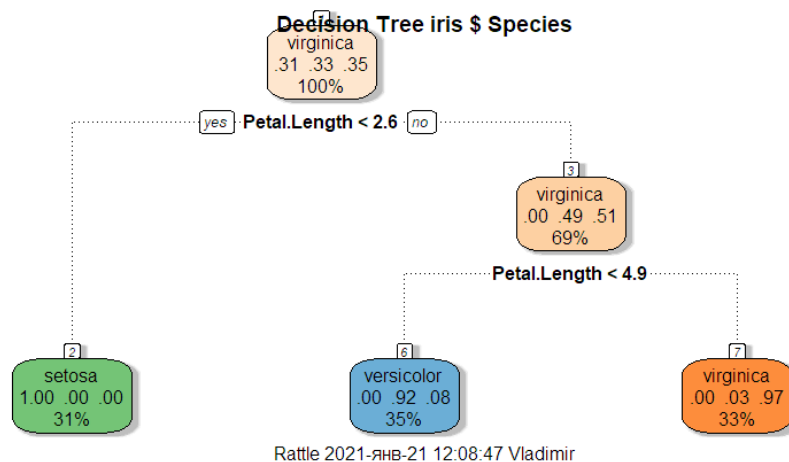 Decision Tree iris $ Species
1
virginica
.31 .33 .35
100%
yes Petal.Length < 2.6 no
3
virginica
.00 .49 .51
69%
Petal.Length < 4.9
2
setosa
1.00 .00 .00
31%
6
versicolor
.00 .92 .08
35%
7
virginica
.00 .03 .97
33%
Rattle 2021-янв-21 12:08:47 Vladimir